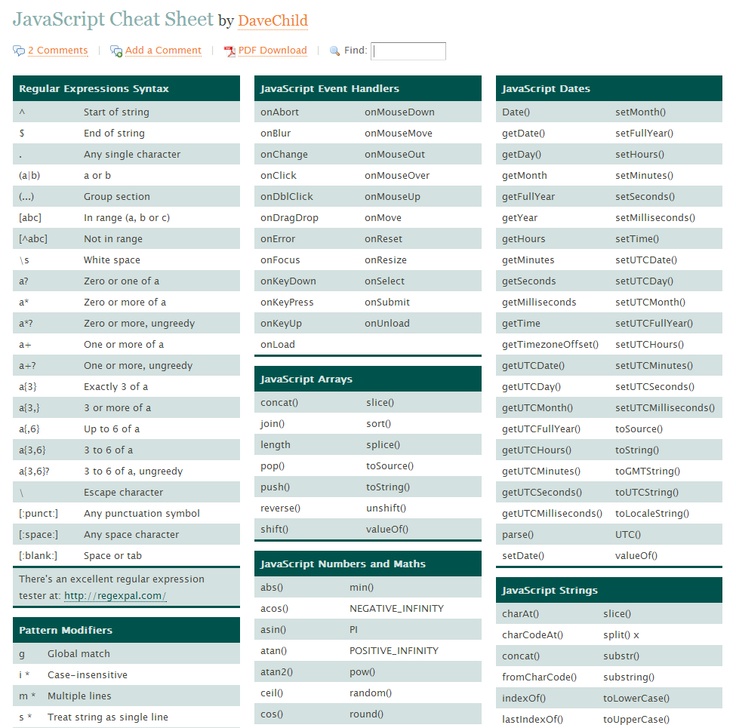 JavaScript Cheat Sheet by DaveChild
2 Comments | Add a Comment | PDF Download | Find:
Regular Expressions Syntax
^ Start of string
$ End of string
. Any single character
(a|b) a or b
(...) Group section
[abc] In range (a, b or c)
[^abc] Not in range
\s White space
a? Zero or one of a
a* Zero or more of a
a*? Zero or more, ungreedy
a+ One or more of a
a+? One or more, ungreedy
a{3} Exactly 3 of a
a{3,} 3 or more of a
a{,6} Up to 6 of a
a{3,6} 3 to 6 of a
a{3,6}? 3 to 6 of a, ungreedy
\ Escape character
[:punct:] Any punctuation symbol
[:space:] Any space character
[:blank:] Space or tab
There's an excellent regular expression
tester at: http://regexpal.com/
Pattern Modifiers
g Global match
i * Case-insensitive
m * Multiple lines
s * Treat string as single line
JavaScript Event Handlers
onAbort onMouseDown
onBlur onMouseMove
onChange onMouseOut
onClick onMouseOver
onDblClick onMouseUp
onDragDrop onMove
onError onReset
onFocus onResize
onKeyDown onSelect
onKeyPress onSubmit
onKeyUp onUnload
onLoad
JavaScript Arrays
concat() slice()
join() sort()
length splice()
pop() toSource()
push() toString()
reverse() unshift()
shift() valueOf()
JavaScript Numbers and Maths
abs() min()
acos() NEGATIVE_INFINITY
asin() PI
atan() POSITIVE_INFINITY
atan2() pow()
ceil() random()
cos() round()
JavaScript Dates
Date() setMonth()
getDate() setFullYear()
getDay() setHours()
getMonth setMinutes()
getFullYear setSeconds()
getYear setMilliseconds()
getHours setTime()
getMinutes setUTCDate()
getSeconds setUTCDay()
getMilliseconds setUTCMonth()
getTime setUTCFullYear()
getTimezoneOffset() setUTCHours()
getUTCDate() setUTCMinutes()
getUTCDay() setUTCSeconds()
getUTCMonth() setUTCMilliseconds()
getUTCFullYear() toSource()
getUTCHours() toString()
getUTCMinutes() toGMTString()
getUTCSeconds() toUTCString()
getUTCMilliseconds() toLocaleString()
parse() UTC()
setDate() valueOf()
JavaScript Strings
charAt() slice()
charCodeAt() split() x
concat() substr()
fromCharCode() substring()
indexOf() toLowerCase()
lastIndexOf() toUpperCase()